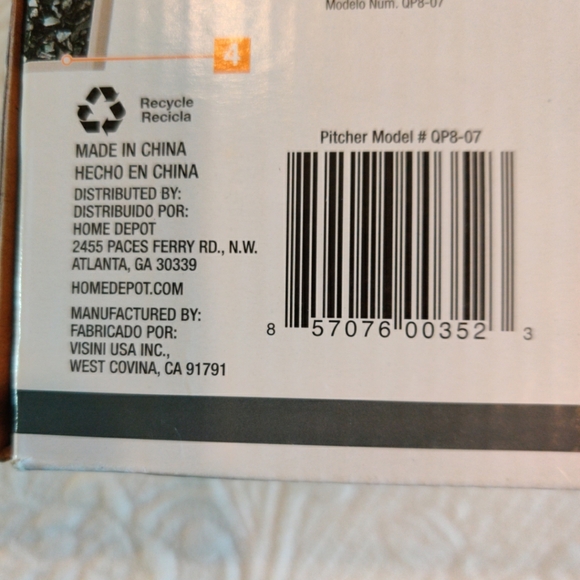 Modelo Num. QP8-07
4
Recycle
Recicla
MADE IN CHINA
HECHO EN CHINA
DISTRIBUTED BY:
DISTRIBUIDO POR:
HOME DEPOT
2455 PACES FERRY RD., N.W.
ATLANTA, GA 30339
HOMEDEPOT.COM
MANUFACTURED BY:
FABRICADO POR:
VISINI USA INC.,
WEST COVINA, CA 91791
Pitcher Model # QP8-07
8 57076 00352 3